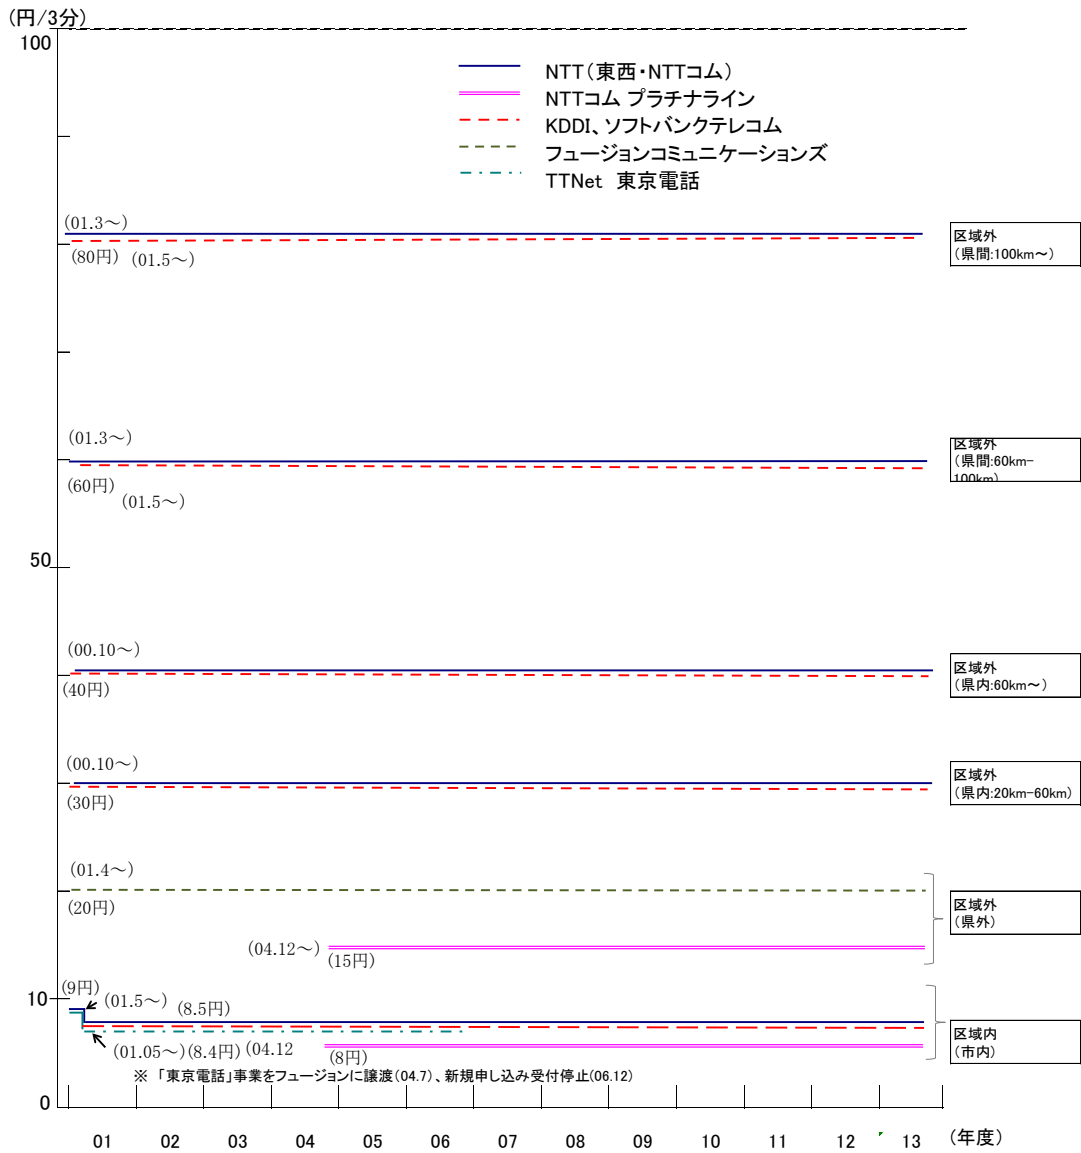 (円/3分)
100
NTT(東西・NTTコム)
NTTコム プラチナライン
KDDI、ソフトバンクテレコム
フュージョンコミュニケーションズ
TTNet 東京電話
(01.3～)
(80円)
(01.5～)
区域外
(県間:100km～)
(01.3～)
(60円)
(01.5～)
区域外
(県間:60km-
100km)
50
(00.10～)
(40円)
区域外
(県内:60km～)
(00.10～)
(30円)
区域外
(県内:20km-60km)
(01.4～)
(20円)
区域外
(県外)
(04.12～)
(15円)
(9円)
10
(01.5～)
(8.5円)
(01.05～)(8.4円)
(04.12
(8円)
区域内
(市内)
※ 「東京電話」事業をフュージョンに譲渡(04.7)、新規申し込み受付停止(06.12)
0
01 02 03 04 05 06 07 08 09 10 11 12 13 (年度)